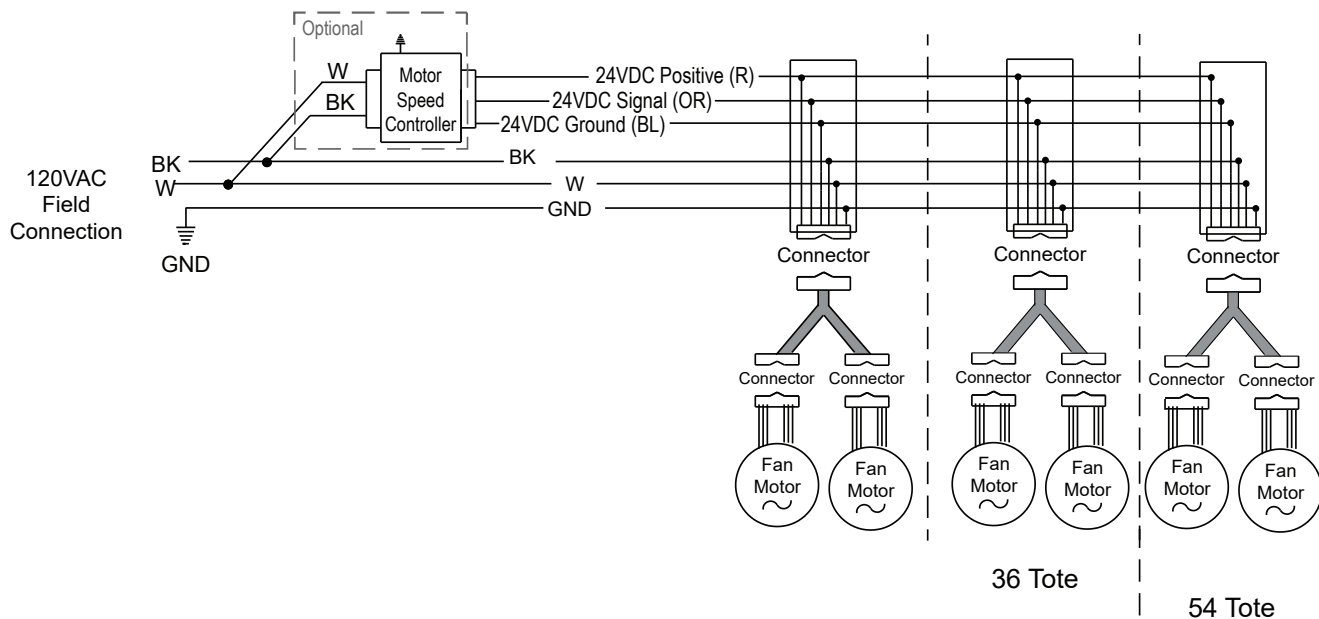 Optional
W
BK
Motor
Speed
Controller
24VDC Positive (R)
24VDC Signal (OR)
24VDC Ground (BL)
120VAC
Field
Connection
BK
W
GND
BK
W
GND
Connector
Connector
Connector
Connector
Connector
Connector
Connector
Connector
Connector
Fan
Motor
Fan
Motor
Fan
Motor
Fan
Motor
Fan
Motor
Fan
Motor
36 Tote
54 Tote